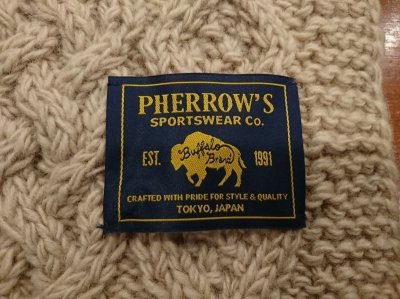 PHERROW'S
SPORTSWEAR Co.
EST. 1991
Buffalo
Brand
CRAFTED WITH PRIDE FOR STYLE & QUALITY
TOKYO, JAPAN